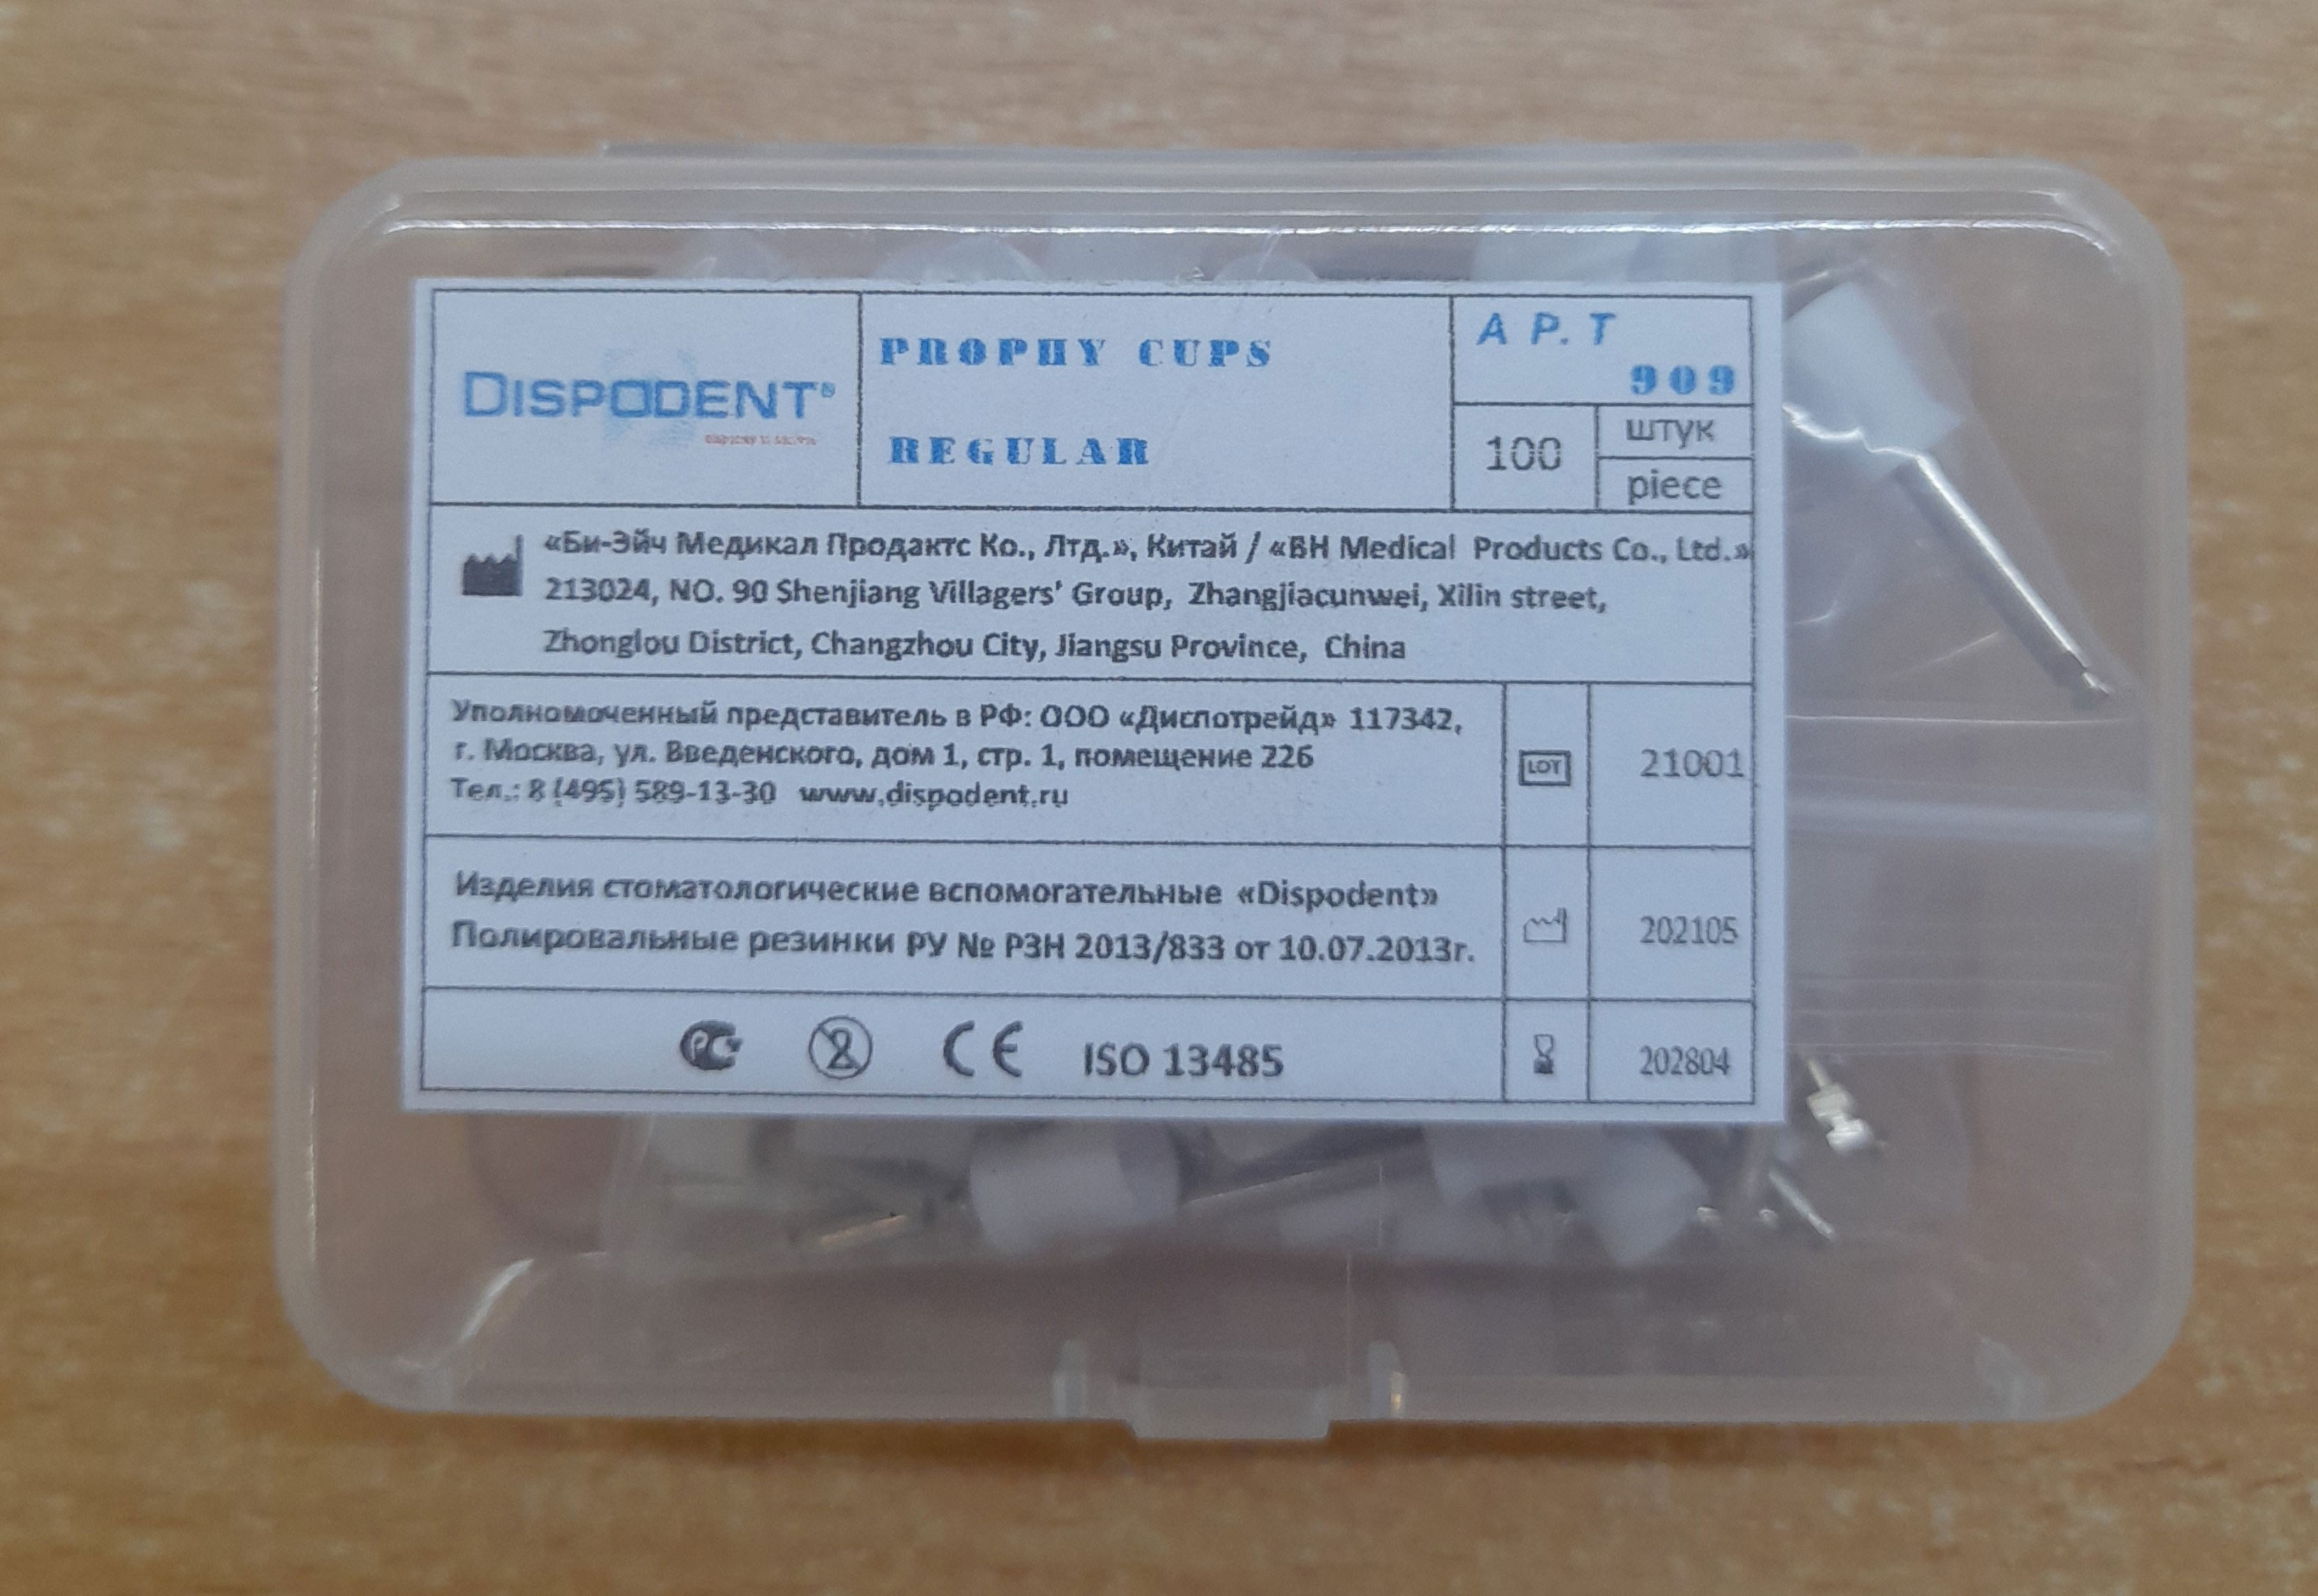 DISPODENT®
PROPHY CUPS
REGULAR
А Р. Т
909
100
штук
piece
«Би-Эйч Медикал Продактс Ко., Лтд.», Китай / «BH Medical Products Co., Ltd.»
213024, NO. 90 Shenjiang Villagers' Group, Zhangjiacunwei, Xilin street,
Zhonglou District, Changzhou City, Jiangsu Province, China
Уполномоченный представитель в РФ: ООО «Диспотрейд» 117342,
г. Москва, ул. Введенского, дом 1, стр. 1, помещение 226
Тел.: 8 (495) 589-13-30 www.dispodent.ru
LOT
21001
Изделия стоматологические вспомогательные «Dispodent»
Полировальные резинки РУ № РЗН 2013/833 от 10.07.2013г.
202105
РС
2
CE
ISO 13485
202804